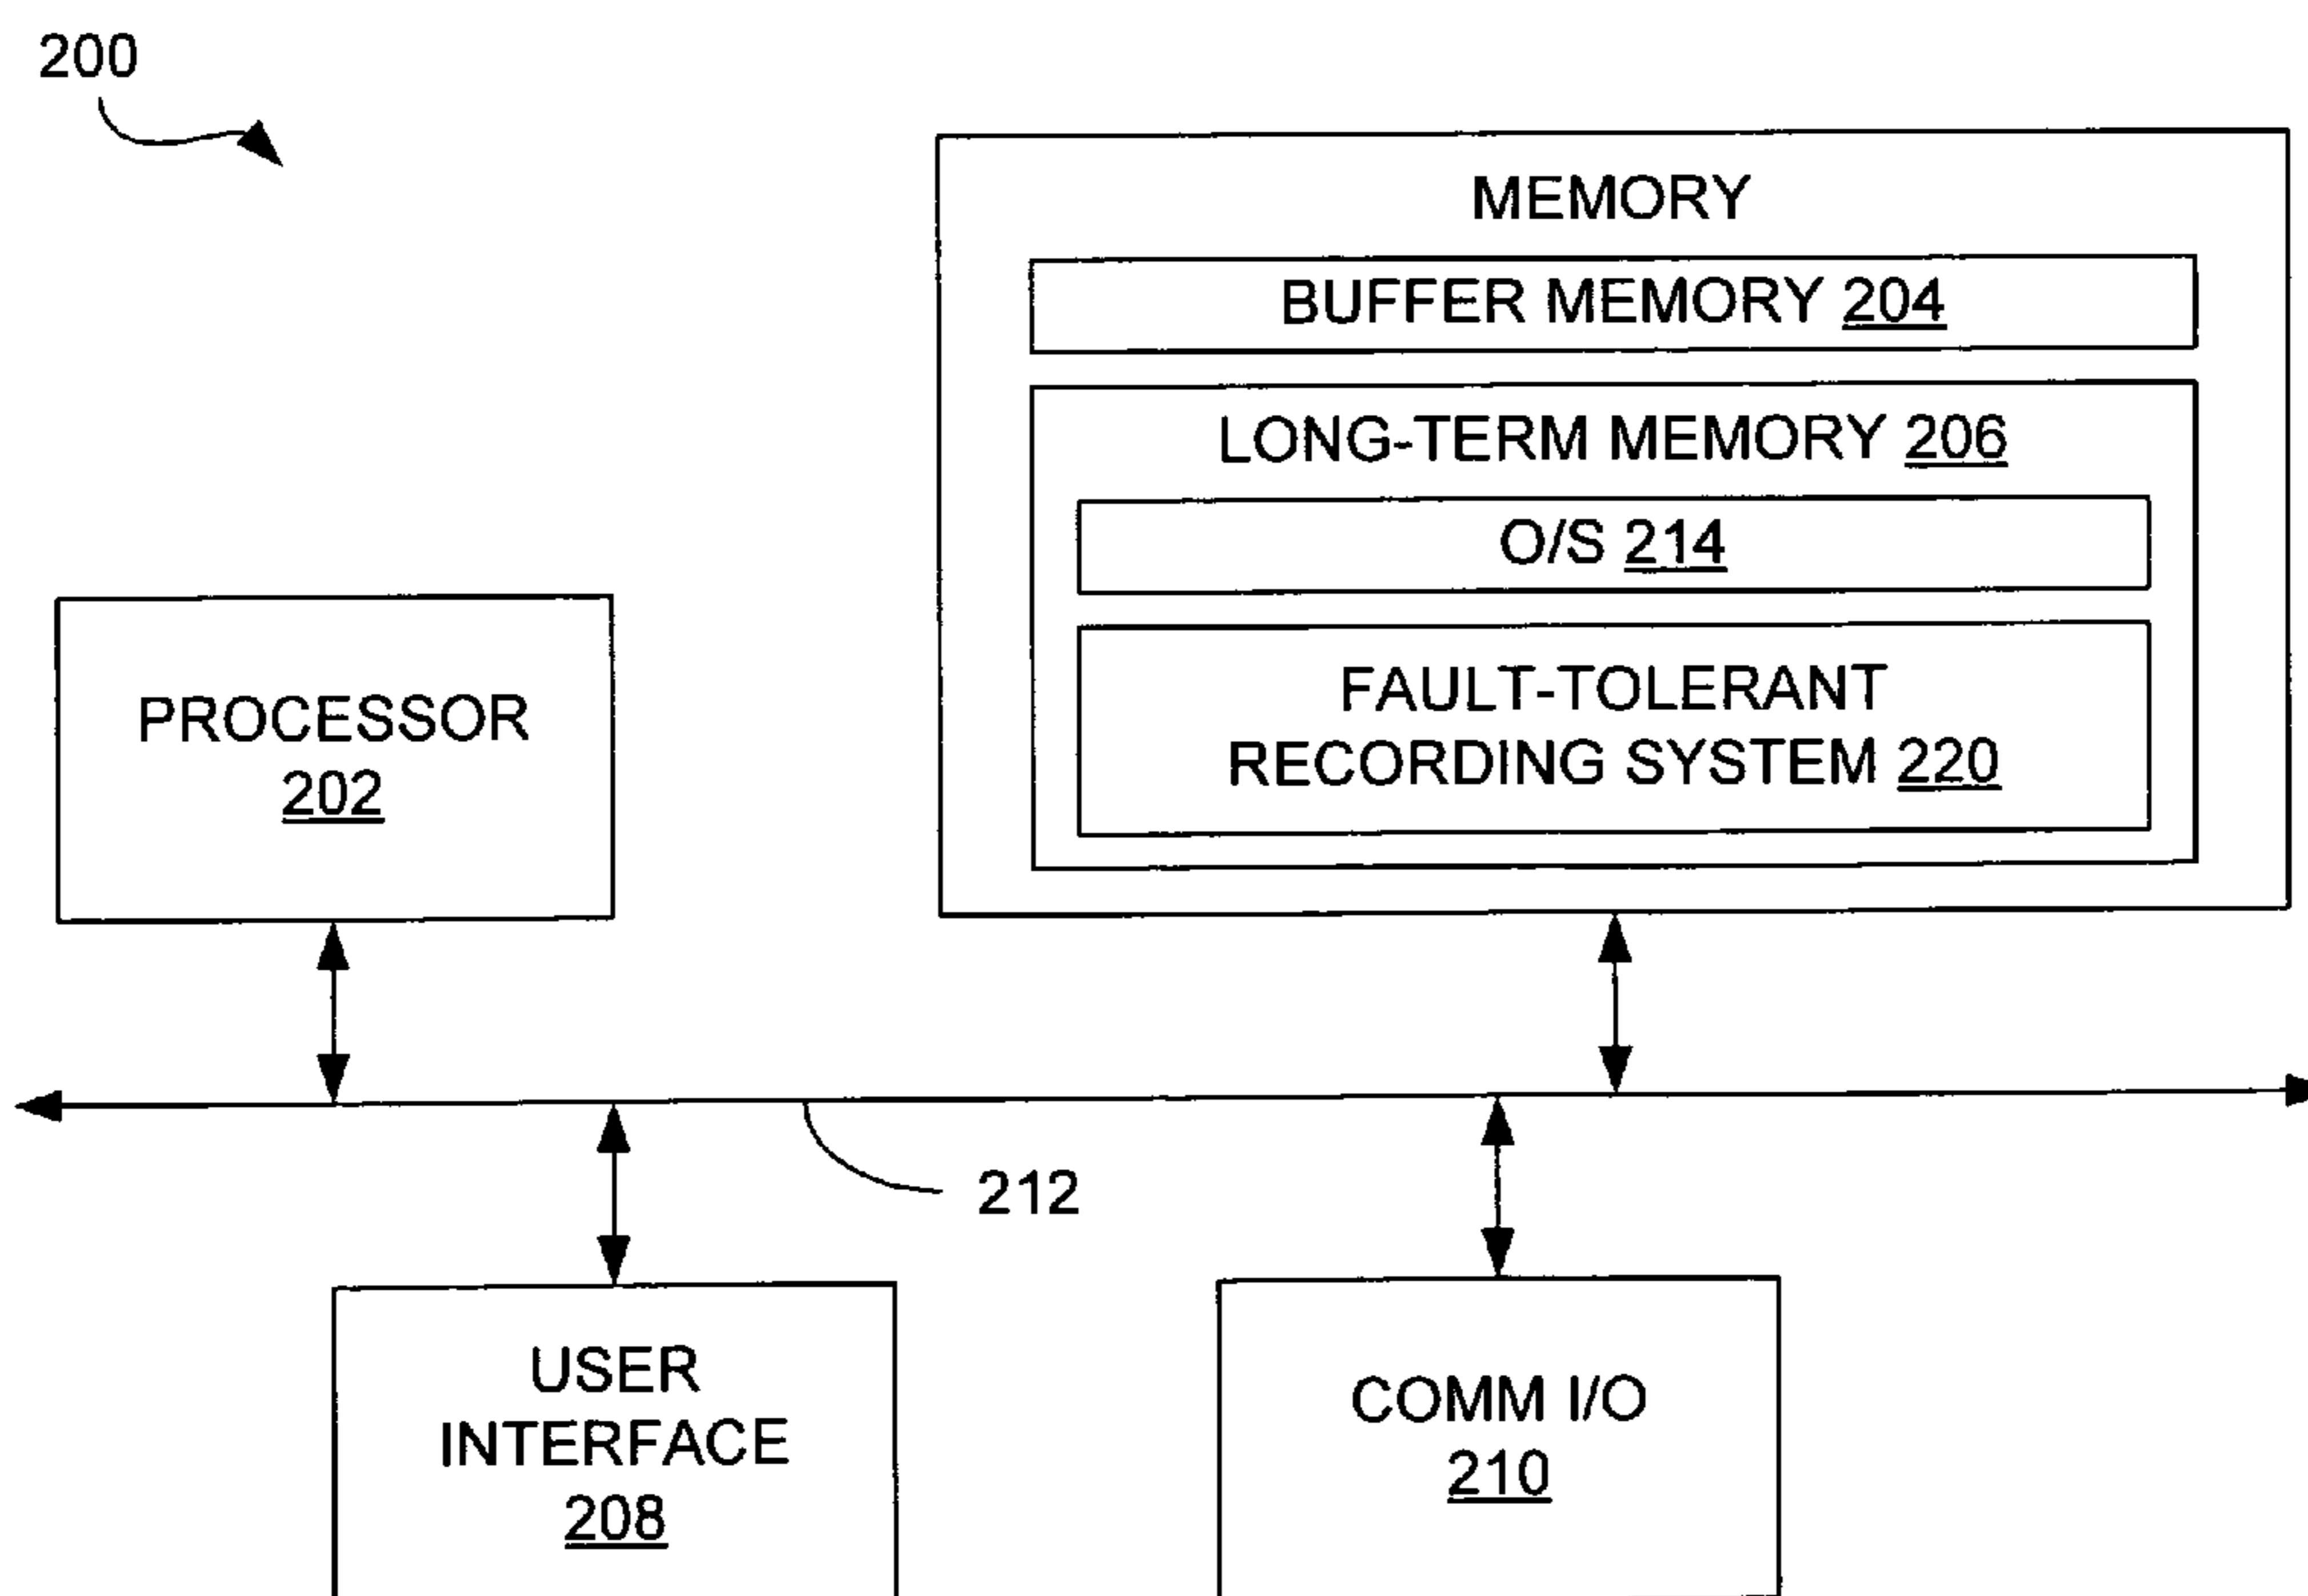 200
MEMORY
BUFFER MEMORY 204
LONG-TERM MEMORY 206
O/S 214
FAULT-TOLERANT
RECORDING SYSTEM 220
PROCESSOR
202
212
USER
INTERFACE
208
COMM I/O
210